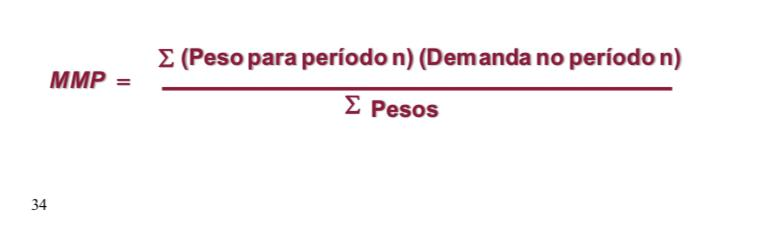 Σ (Peso para período n) (Demanda no período n)
MMP =
Σ Pesos
34